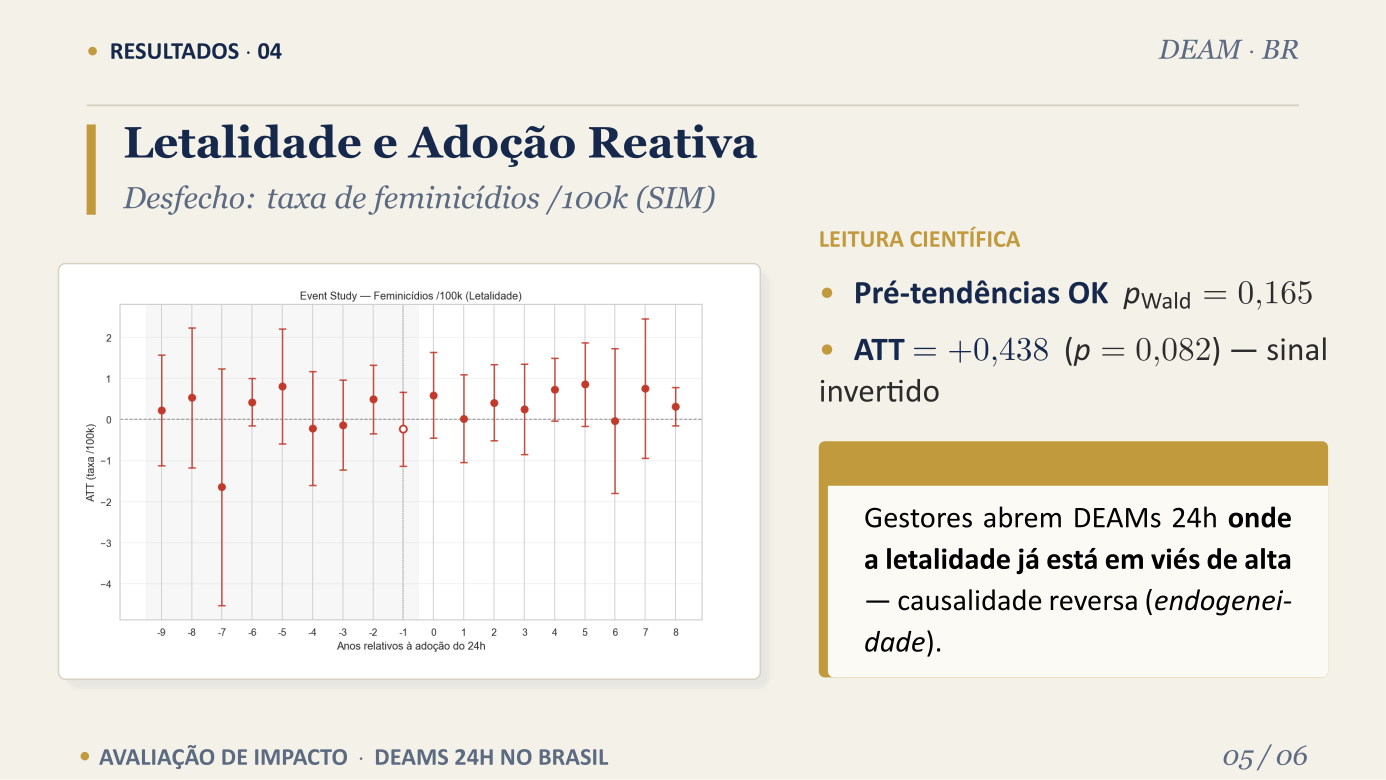 RESULTADOS · 04
DEAM · BR
Letalidade e Adoção Reativa
Desfecho: taxa de feminicídios /100k (SIM)
Event Study — Feminicídios /100k (Letalidade)
ATT (taxa /100k)
2
1
0
−1
−2
−3
−4
-9 -8 -7 -6 -5 -4 -3 -2 -1 0 1 2 3 4 5 6 7 8
Anos relativos à adoção do 24h
LEITURA CIENTÍFICA
• Pré-tendências OK pWald = 0,165
• ATT = +0,438 (p = 0,082) — sinal
invertido
Gestores abrem DEAMs 24h onde
a letalidade já está em viés de alta
— causalidade reversa (endogenei-
dade).
AVALIAÇÃO DE IMPACTO · DEAMS 24H NO BRASIL
05 / 06